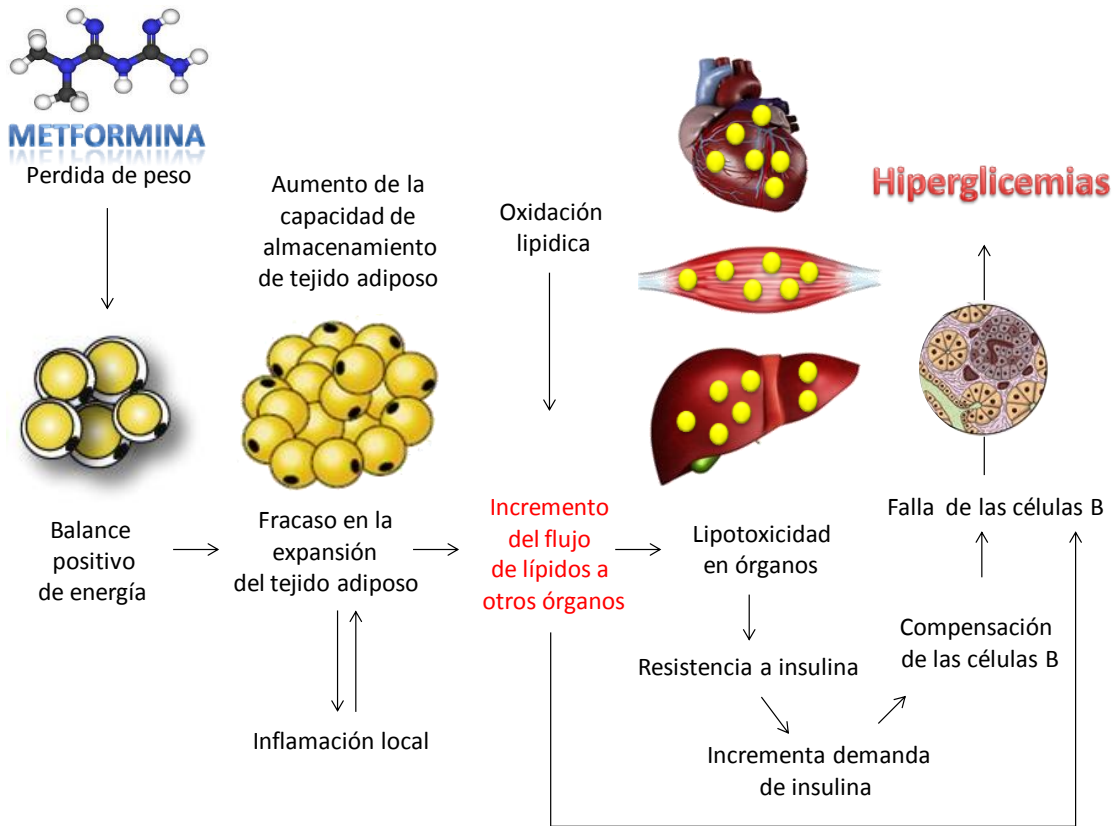 METFORMINA
Perdida de peso
Aumento de la
capacidad de
almacenamiento
de tejido adiposo
Oxidación
lipidica
Hiperglicemias
Balance
positivo
de energía
Fracaso en la
expansión
del tejido adiposo
Incremento
del flujo
de lípidos a
otros órganos
Lipotoxicidad
en órganos
Falla de las células B
Compensación
de las células B
Resistencia a insulina
Inflamación local
Incrementa demanda
de insulina